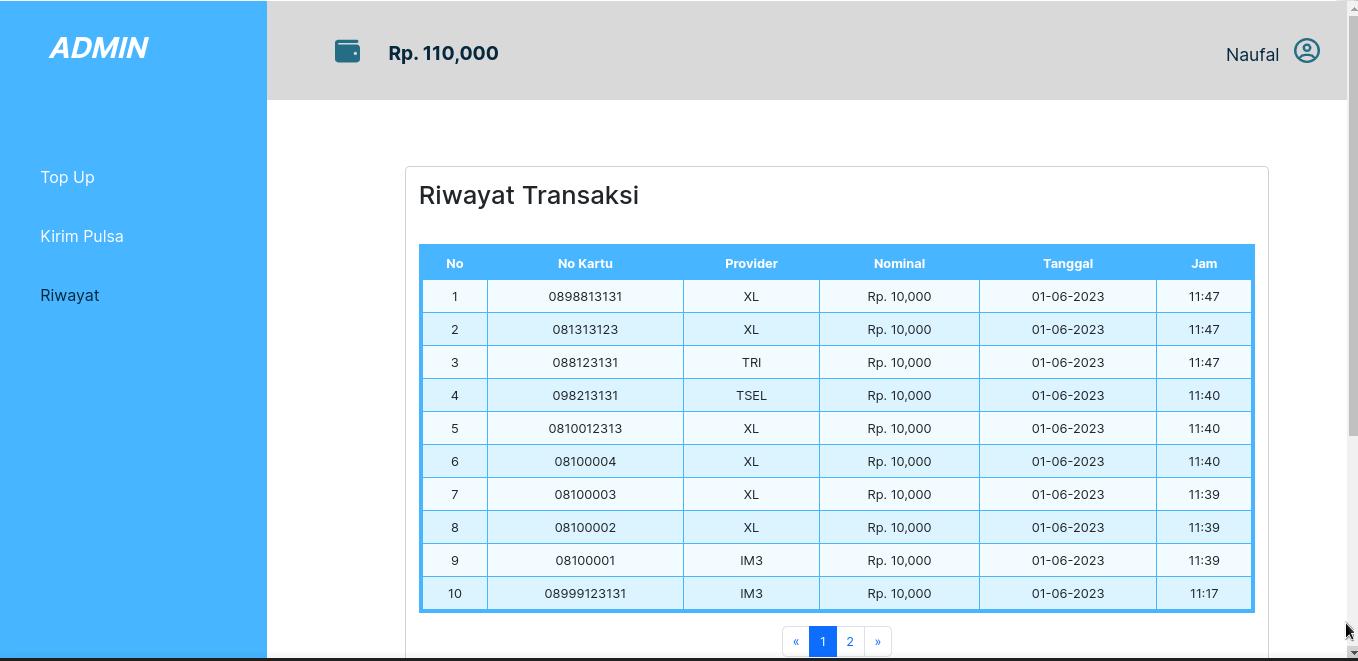 ADMIN
Rp. 110,000
Naufal
Top Up
Kirim Pulsa
Riwayat
Riwayat Transaksi
No No Kartu Provider Nominal Tanggal Jam
1 0898813131 XL Rp. 10,000 01-06-2023 11:47
2 081313123 XL Rp. 10,000 01-06-2023 11:47
3 088123131 TRI Rp. 10,000 01-06-2023 11:47
4 098213131 TSEL Rp. 10,000 01-06-2023 11:40
5 0810012313 XL Rp. 10,000 01-06-2023 11:40
6 08100004 XL Rp. 10,000 01-06-2023 11:40
7 08100003 XL Rp. 10,000 01-06-2023 11:39
8 08100002 XL Rp. 10,000 01-06-2023 11:39
9 08100001 IM3 Rp. 10,000 01-06-2023 11:39
10 08999123131 IM3 Rp. 10,000 01-06-2023 11:17
« 1 2 »